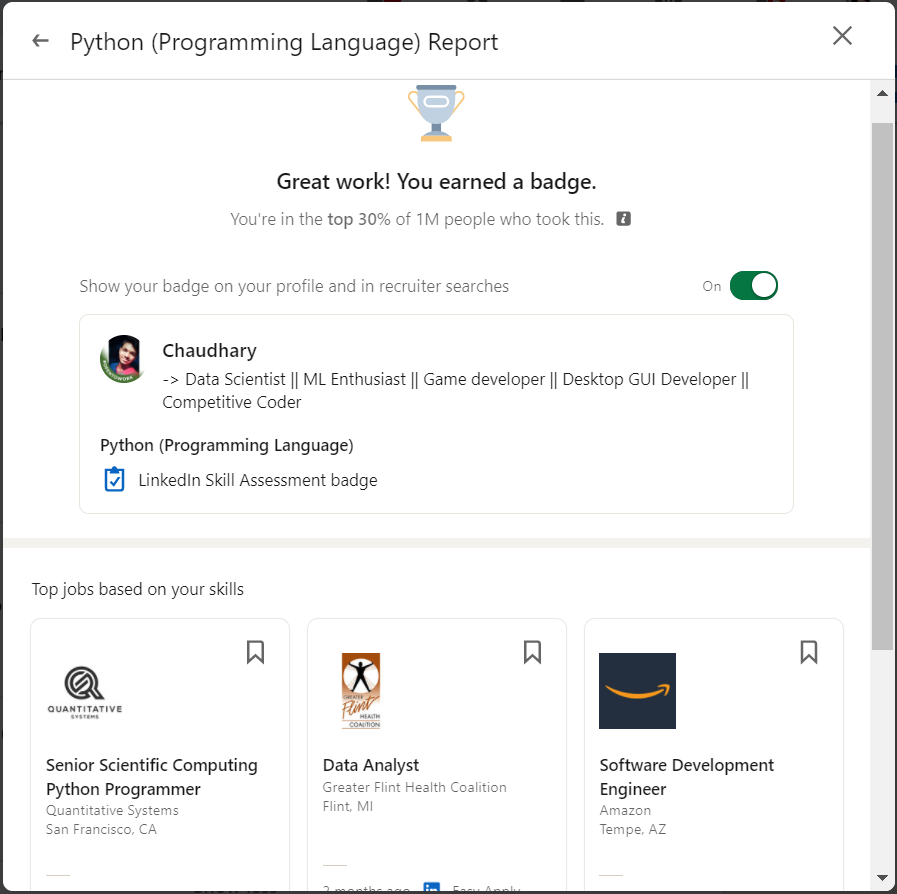 Python (Programming Language) Report
Great work! You earned a badge.
You're in the top 30% of 1M people who took this.
Show your badge on your profile and in recruiter searches
On
Chaudhary
-> Data Scientist || ML Enthusiast || Game developer || Desktop GUI Developer ||
Competitive Coder
Python (Programming Language)
LinkedIn Skill Assessment badge
Top jobs based on your skills
QUANTITATIVE
SYSTEMS
Senior Scientific Computing
Python Programmer
Quantitative Systems
San Francisco, CA
GREATER
Flint
HEALTH
COALITION
Data Analyst
Greater Flint Health Coalition
Flint, MI
2 months ago
Easy Apply
Software Development
Engineer
Amazon
Tempe, AZ